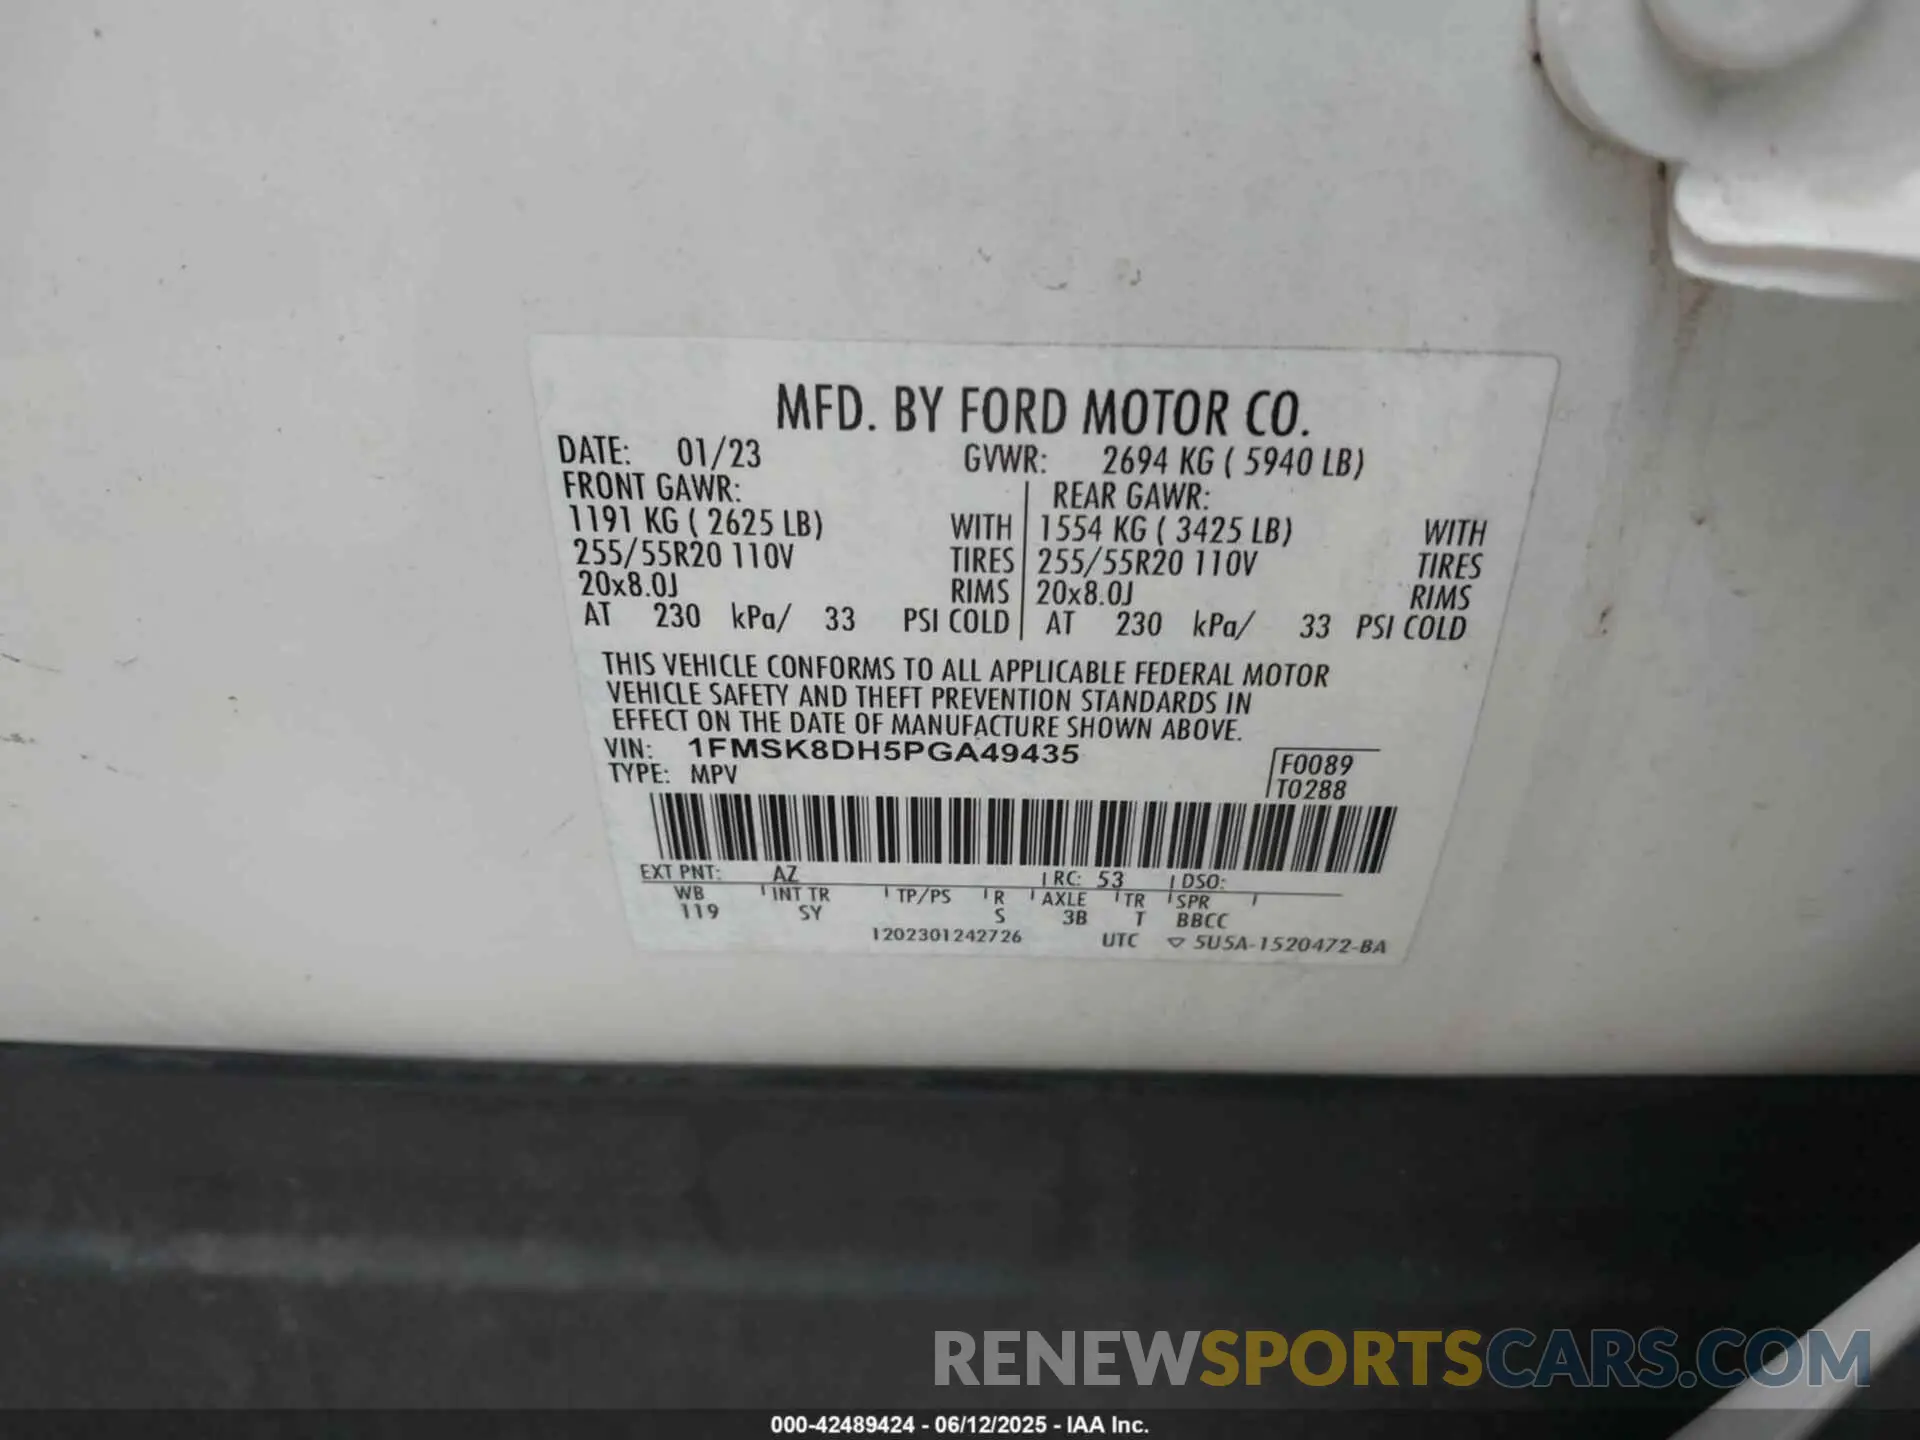 MFD. BY FORD MOTOR CO.
DATE: 01/23 GVWR: 2694 KG ( 5940 LB)
FRONT GAWR: REAR GAWR:
1191 KG ( 2625 LB) WITH 1554 KG ( 3425 LB) WITH
255/55R20 110V TIRES 255/55R20 110V TIRES
20x8.0J RIMS 20x8.0J RIMS
AT 230 kPa/ 33 PSI COLD AT 230 kPa/ 33 PSI COLD
THIS VEHICLE CONFORMS TO ALL APPLICABLE FEDERAL MOTOR
VEHICLE SAFETY AND THEFT PREVENTION STANDARDS IN
EFFECT ON THE DATE OF MANUFACTURE SHOWN ABOVE.
VIN: 1FMSK8DH5PGA49435
TYPE: MPV
F0089
T0288
EXT PNT: AZ RC: 53 DSO:
WB INT TR TP/PS R AXLE TR SPR
119 SY S 3B T BBCC
1202301242726 UTC ▽ 5U5A-1520472-BA
RENEWSPORTSCARS.COM
000-42489424 - 06/12/2025 - IAA Inc.